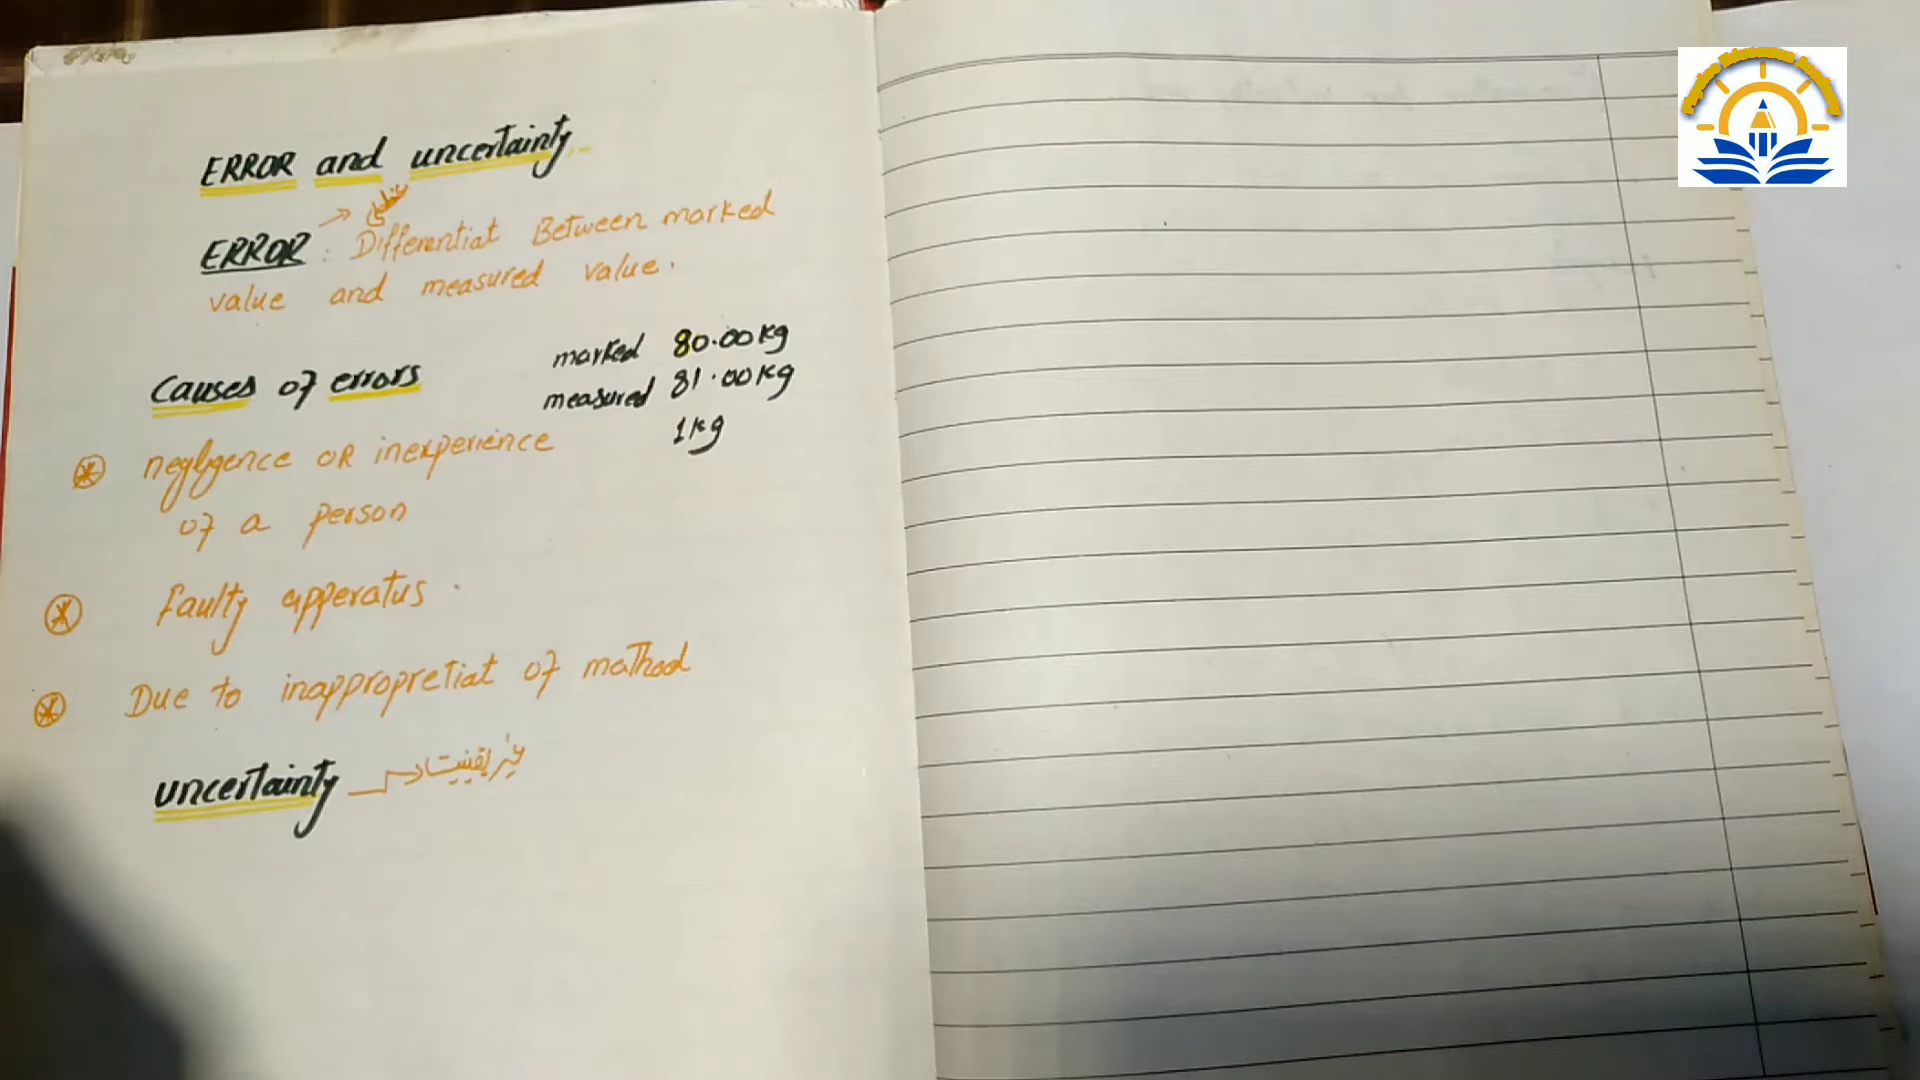 ERROR and uncertainty
ERROR : Differentiat Between marked
value and measured value.
marked 80.00kg
measured 81.00kg
1kg
Causes of errors
negligence OR inexperience
of a person
faulty apperatus.
Due to inappropretiat of mathod
uncertainty غیر یقینیت